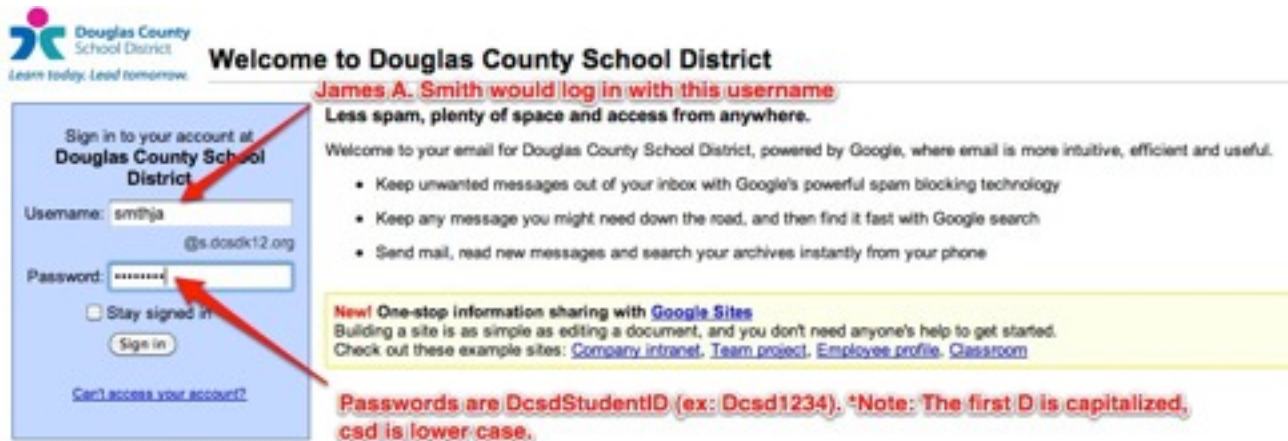 Douglas County
School District
Learn today. Lead tomorrow.
Welcome to Douglas County School District
James A. Smith would log in with this username
Sign in to your account at
Douglas County School
District
Username: smthja
@s.dcsdk12.org
Password: ••••••••
Stay signed in
Sign in
Can't access your account?
Less spam, plenty of space and access from anywhere.
Welcome to your email for Douglas County School District, powered by Google, where email is more intuitive, efficient and useful.
• Keep unwanted messages out of your inbox with Google's powerful spam blocking technology
• Keep any message you might need down the road, and then find it fast with Google search
• Send mail, read new messages and search your archives instantly from your phone
New! One-stop information sharing with Google Sites
Building a site is as simple as editing a document, and you don't need anyone's help to get started.
Check out these example sites: Company intranet, Team project, Employee profile, Classroom
Passwords are DcsdStudentID (ex: Dcsd1234). *Note: The first D is capitalized,
csd is lower case.